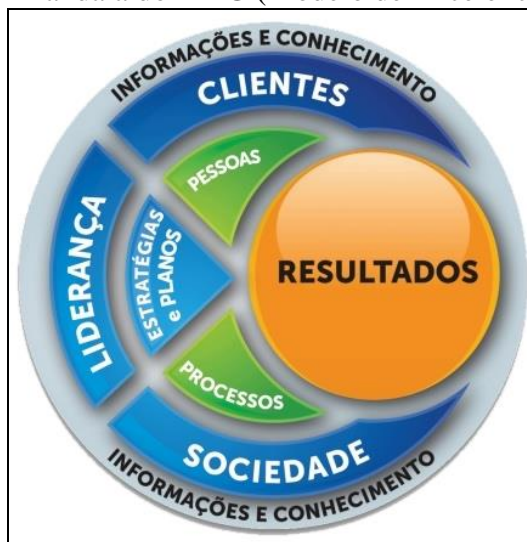 INFORMAÇÕES E CONHECIMENTO
CLIENTES
PESSOAS
LIDERANÇA
ESTRATÉGIAS
e PLANOS
RESULTADOS
PROCESSOS
SOCIEDADE
INFORMAÇÕES E CONHECIMENTO